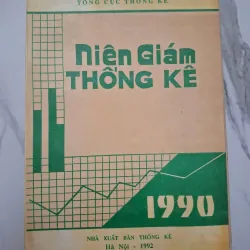 TỔNG CỤC THỐNG KÊ
Niên Giám
THỐNG KÊ
1990
NHÀ XUẤT BẢN THỐNG KÊ
Hà Nội - 1992